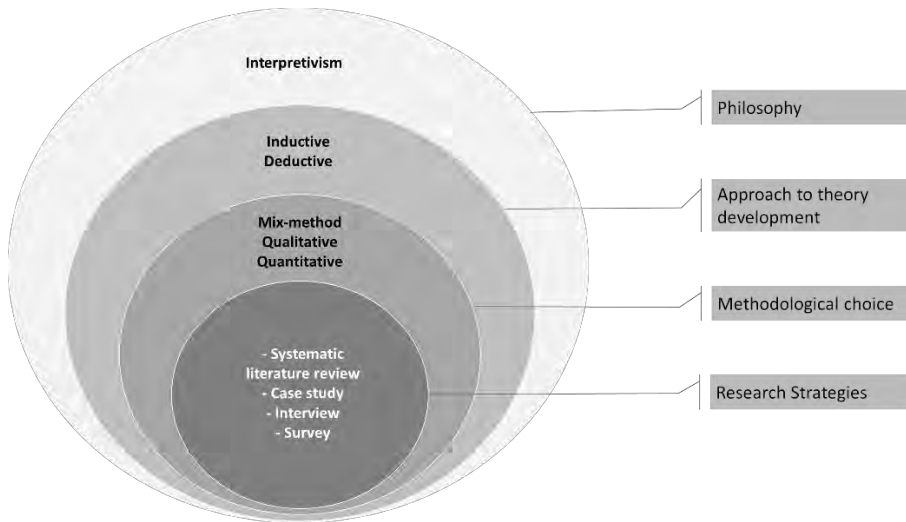 Interpretivism
Inductive
Deductive
Mix-method
Qualitative
Quantitative
- Systematic
literature review
- Case study
- Interview
- Survey
Philosophy
Approach to theory
development
Methodological choice
Research Strategies